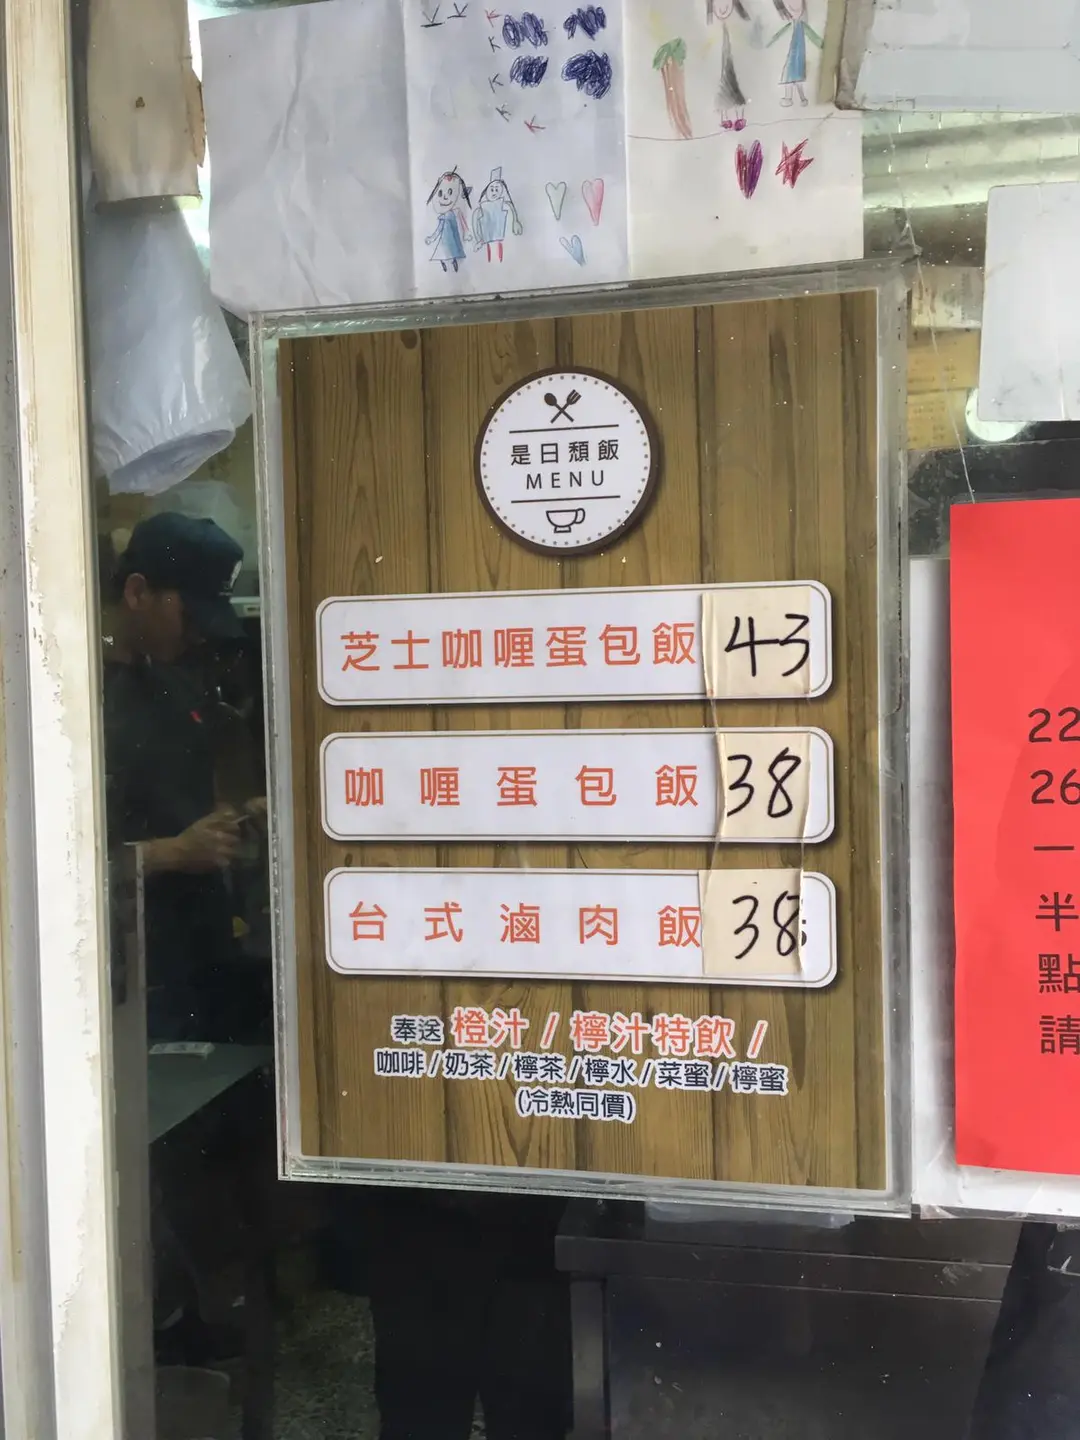 是日頹飯
MENU
芝士咖喱蛋包飯 43
咖喱蛋包飯 38
台式滷肉飯 38
奉送 橙汁 / 檸汁特飲 /
咖啡 / 奶茶 / 檸茶 / 檸水 / 菜蜜 / 檸蜜
(冷熱同價)
22
26
一
半
點
請